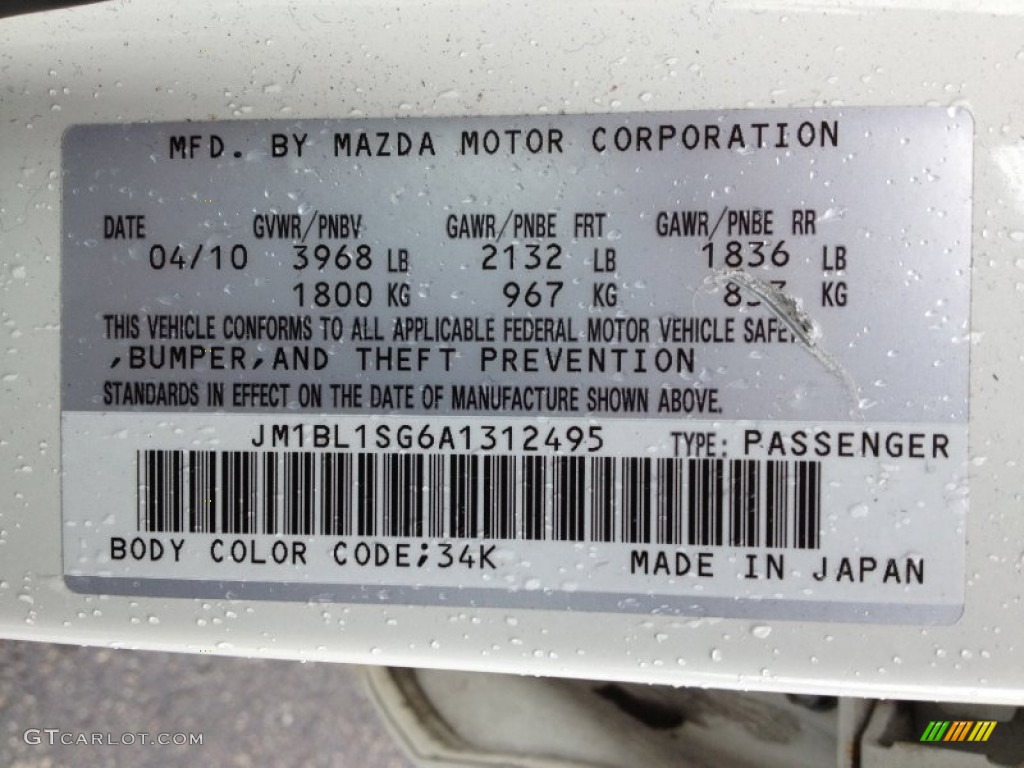 MFD. BY MAZDA MOTOR CORPORATION
DATE GVWR/PNBV GAWR/PNBE FRT GAWR/PNBE RR
04/10 3968 LB 2132 LB 1836 LB
1800 KG 967 KG KG
THIS VEHICLE CONFORMS TO ALL APPLICABLE FEDERAL MOTOR VEHICLE
,BUMPER,AND THEFT PREVENTION
STANDARDS IN EFFECT ON THE DATE OF MANUFACTURE SHOWN ABOVE.
JM1BL1SG6A1312495 TYPE: PASSENGER
BODY COLOR CODE;34K MADE IN JAPAN
GTCARLOT.COM